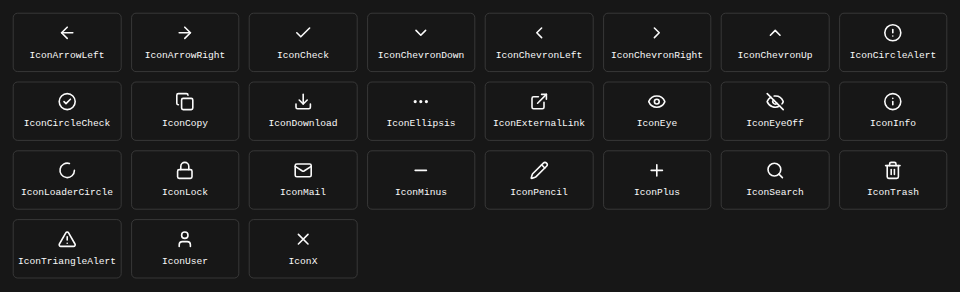 IconArrowLeft
IconArrowRight
IconCheck
IconChevronDown
IconChevronLeft
IconChevronRight
IconChevronUp
IconCircleAlert
IconCircleCheck
IconCopy
IconDownload
IconEllipsis
IconExternalLink
IconEye
IconEyeOff
IconInfo
IconLoaderCircle
IconLock
IconMail
IconMinus
IconPencil
IconPlus
IconSearch
IconTrash
IconTriangleAlert
IconUser
IconX